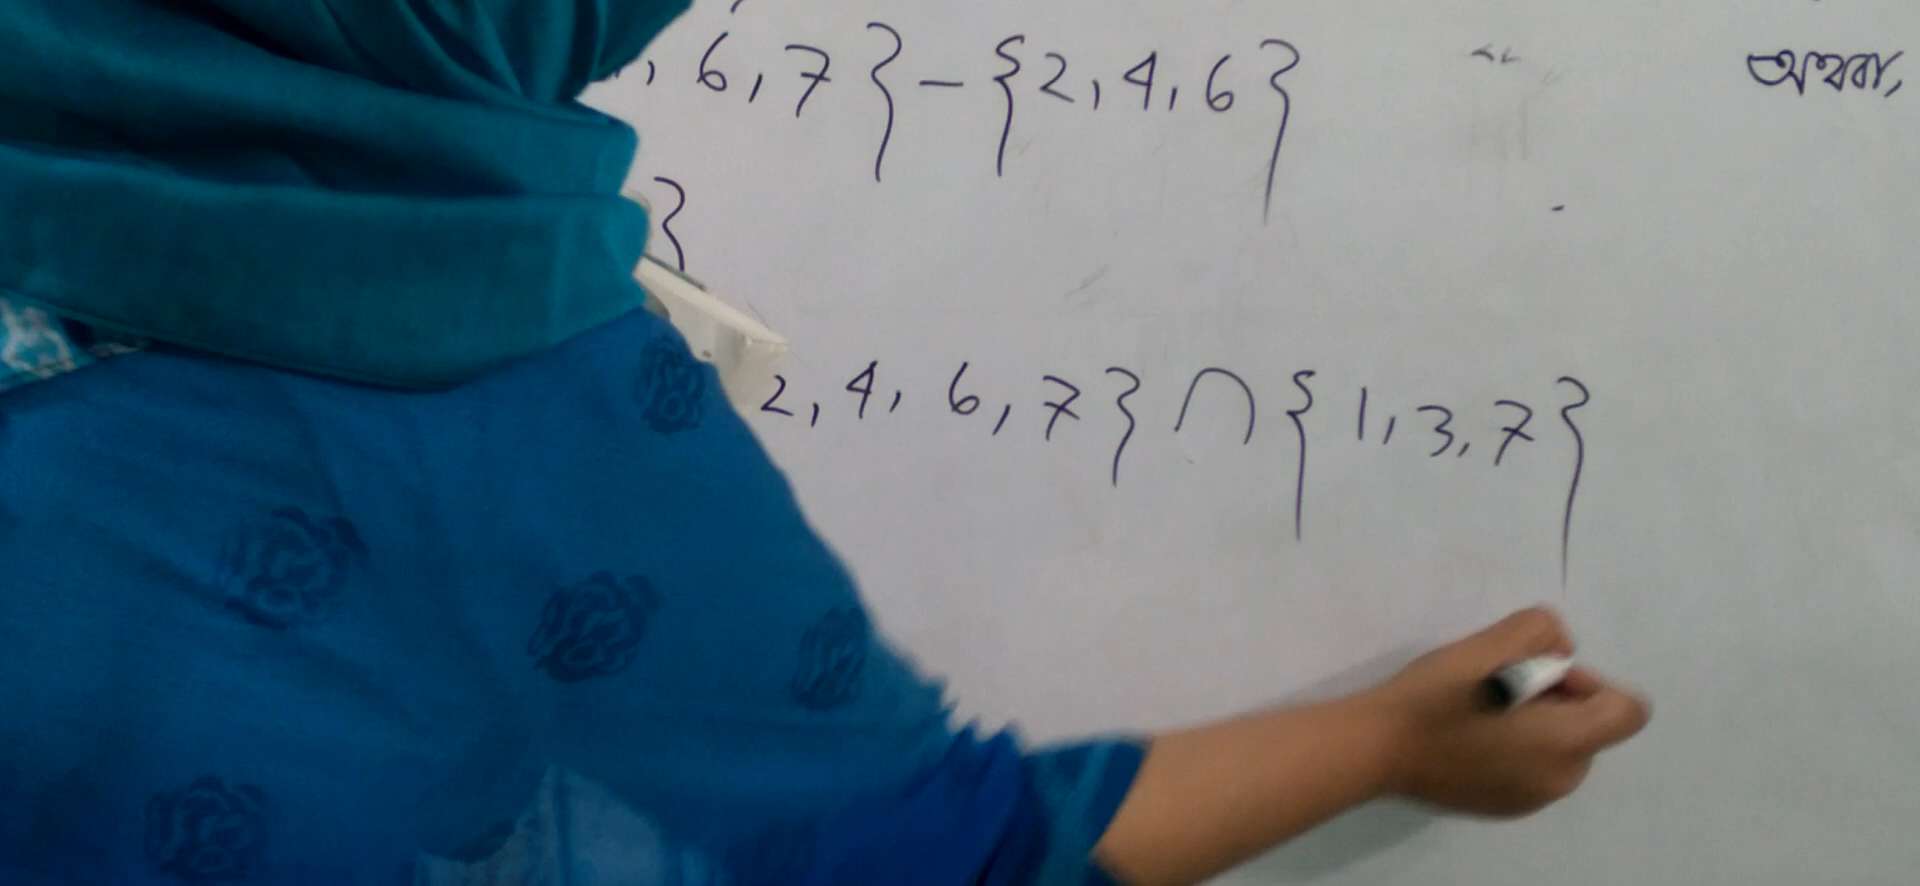 , 6, 7} - {2, 4, 6}
অথবা,
}
2, 4, 6, 7} ∩ {1, 3, 7}